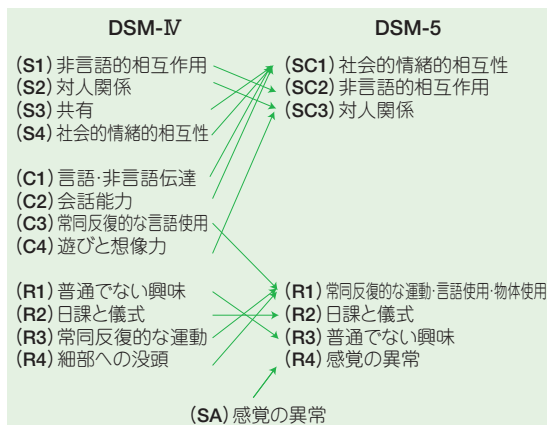 DSM-Ⅳ
(S1) 非言語的相互作用
(S2) 対人関係
(S3) 共有
(S4) 社会的情緒的相互性
(C1) 言語・非言語伝達
(C2) 会話能力
(C3) 常同反復的な言語使用
(C4) 遊びと想像力
(R1) 普通でない興味
(R2) 日課と儀式
(R3) 常同反復的な運動
(R4) 細部への没頭
DSM-5
(SC1) 社会的情緒的相互性
(SC2) 非言語的相互作用
(SC3) 対人関係
(R1) 常同反復的な運動・言語使用・物体使用
(R2) 日課と儀式
(R3) 普通でない興味
(R4) 感覚の異常
(SA) 感覚の異常